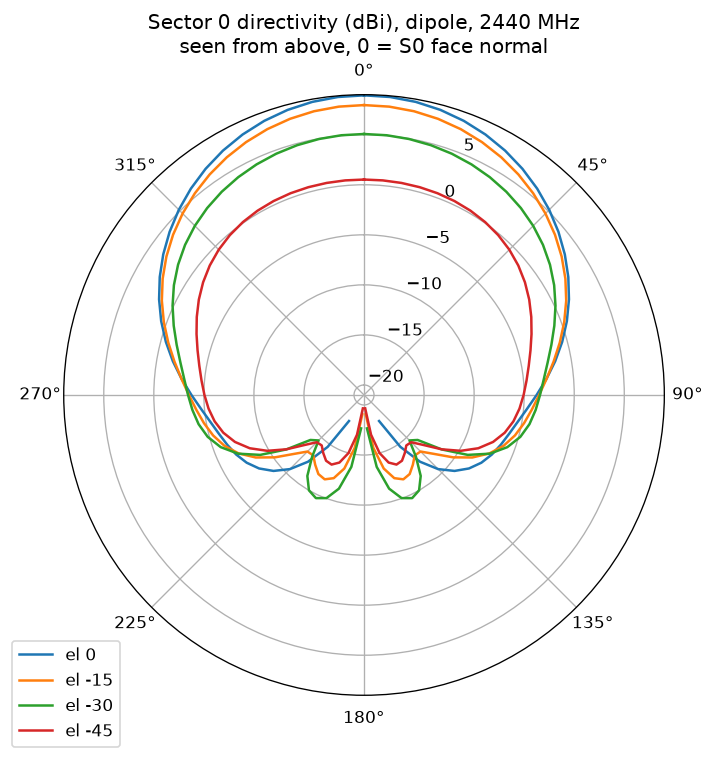 Sector 0 directivity (dBi), dipole, 2440 MHz
seen from above, 0 = S0 face normal
0°
45°
90°
135°
180°
225°
270°
315°
5
0
−5
−10
−15
−20
el 0
el -15
el -30
el -45